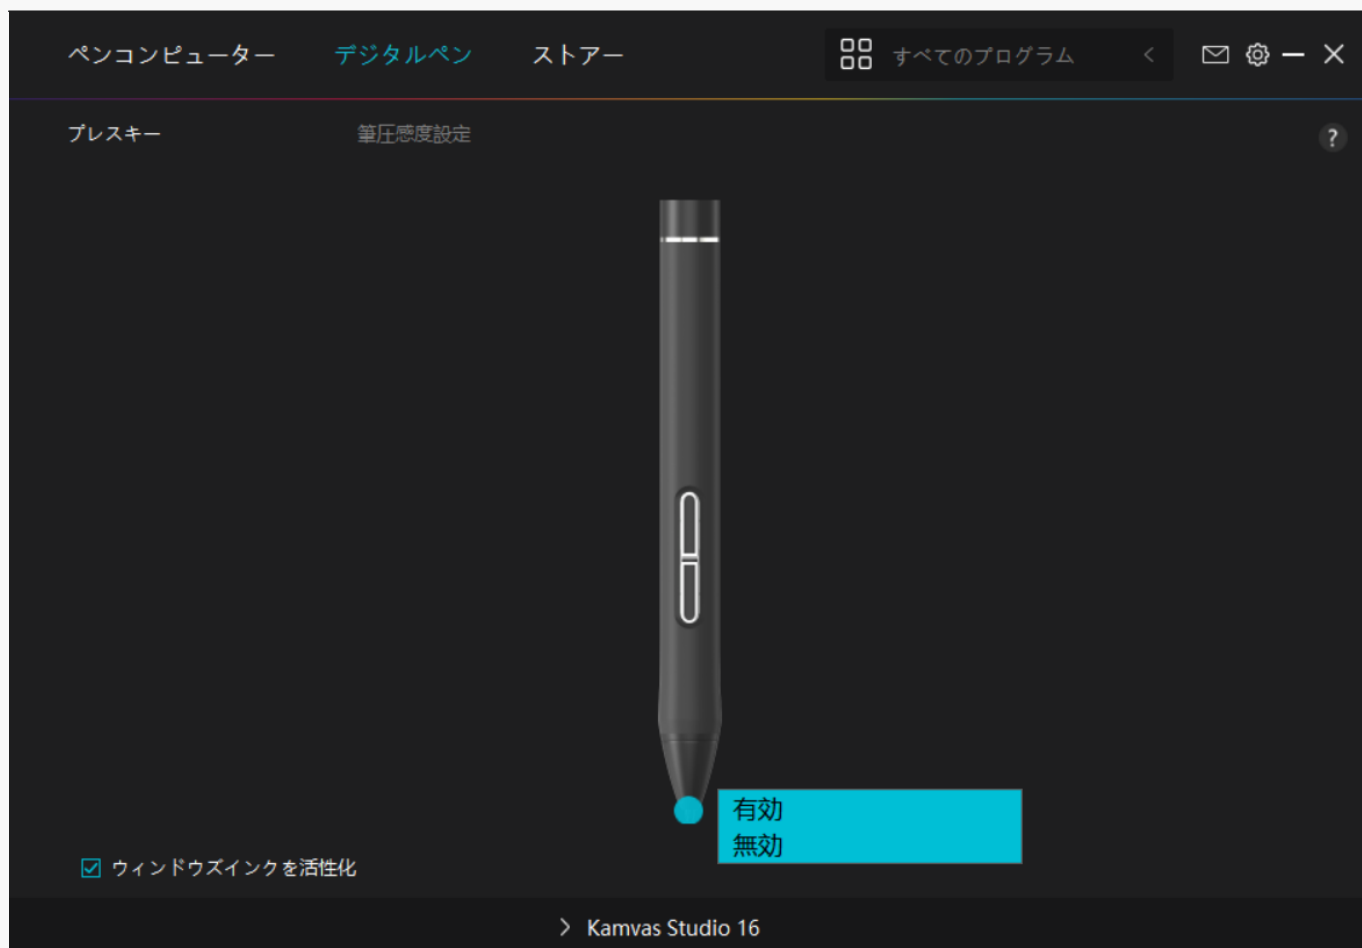 ペンコンピューター デジタルペン ストアー すべてのプログラム
プレスキー 筆圧感度設定 ?
有効
無効
ウィンドウズインクを活性化
Kamvas Studio 16